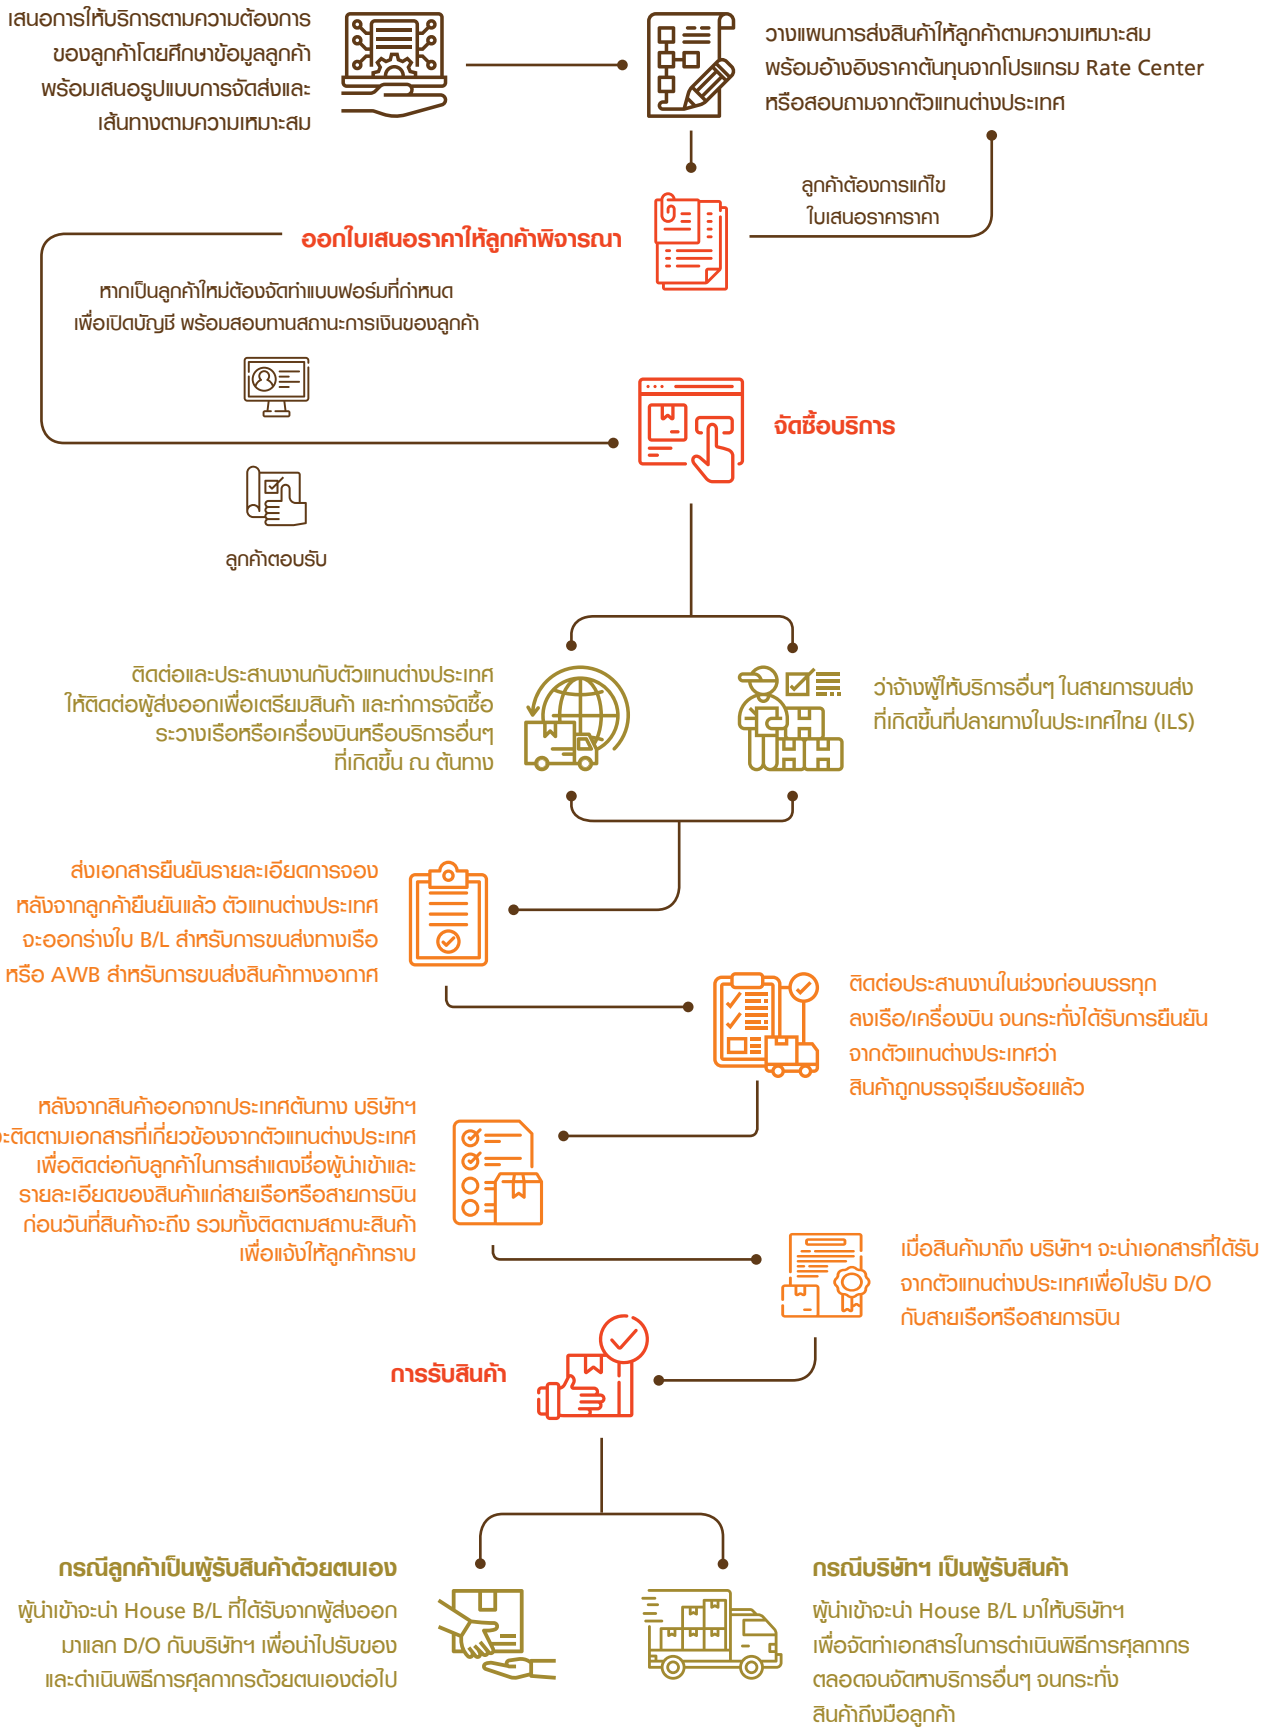 เสนอการให้บริการตามความต้องการ
ของลูกค้าโดยศึกษาข้อมูลลูกค้า
พร้อมเสนอรูปแบบการจัดส่งและ
เส้นทางตามความเหมาะสม
วางแผนการส่งสินค้าให้ลูกค้าตามความเหมาะสม
พร้อมอ้างอิงราคาต้นทุนจากโปรแกรม Rate Center
หรือสอบถามจากตัวแทนต่างประเทศ
ลูกค้าต้องการแก้ไข
ใบเสนอราคาราคา
ออกใบเสนอราคาให้ลูกค้าพิจารณา
หากเป็นลูกค้าใหม่ต้องจัดทำแบบฟอร์มที่กำหนด
เพื่อเปิดบัญชี พร้อมสอบทานสถานะการเงินของลูกค้า
จัดซื้อบริการ
ลูกค้าตอบรับ
ติดต่อและประสานงานกับตัวแทนต่างประเทศ
ให้ติดต่อผู้ส่งออกเพื่อเตรียมสินค้า และทำการจัดซื้อ
ระวางเรือหรือเครื่องบินหรือบริการอื่นๆ
ที่เกิดขึ้น ณ ต้นทาง
ว่าจ้างผู้ให้บริการอื่นๆ ในสายการขนส่ง
ที่เกิดขึ้นที่ปลายทางในประเทศไทย (ILS)
ส่งเอกสารยืนยันรายละเอียดการจอง
หลังจากลูกค้ายืนยันแล้ว ตัวแทนต่างประเทศ
จะออกร่างใบ B/L สำหรับการขนส่งทางเรือ
หรือ AWB สำหรับการขนส่งสินค้าทางอากาศ
ติดต่อประสานงานในช่วงก่อนบรรทุก
ลงเรือ/เครื่องบิน จนกระทั่งได้รับการยืนยัน
จากตัวแทนต่างประเทศว่า
สินค้าถูกบรรจุเรียบร้อยแล้ว
หลังจากสินค้าออกจากประเทศต้นทาง บริษัทฯ
จะติดตามเอกสารที่เกี่ยวข้องจากตัวแทนต่างประเทศ
เพื่อติดต่อกับลูกค้าในการสำแดงชื่อผู้นำเข้าและ
รายละเอียดของสินค้าแก่สายเรือหรือสายการบิน
ก่อนวันที่สินค้าจะถึง รวมทั้งติดตามสถานะสินค้า
เพื่อแจ้งให้ลูกค้าทราบ
เมื่อสินค้ามาถึง บริษัทฯ จะนำเอกสารที่ได้รับ
จากตัวแทนต่างประเทศเพื่อไปรับ D/O
กับสายเรือหรือสายการบิน
การรับสินค้า
กรณีลูกค้าเป็นผู้รับสินค้าด้วยตนเอง
ผู้นำเข้าจะนำ House B/L ที่ได้รับจากผู้ส่งออก
มาแลก D/O กับบริษัทฯ เพื่อนำไปรับของ
และดำเนินพิธีการศุลกากรด้วยตนเองต่อไป
กรณีบริษัทฯ เป็นผู้รับสินค้า
ผู้นำเข้าจะนำ House B/L มาให้บริษัทฯ
เพื่อจัดทำเอกสารในการดำเนินพิธีการศุลกากร
ตลอดจนจัดหาบริการอื่นๆ จนกระทั่ง
สินค้าถึงมือลูกค้า